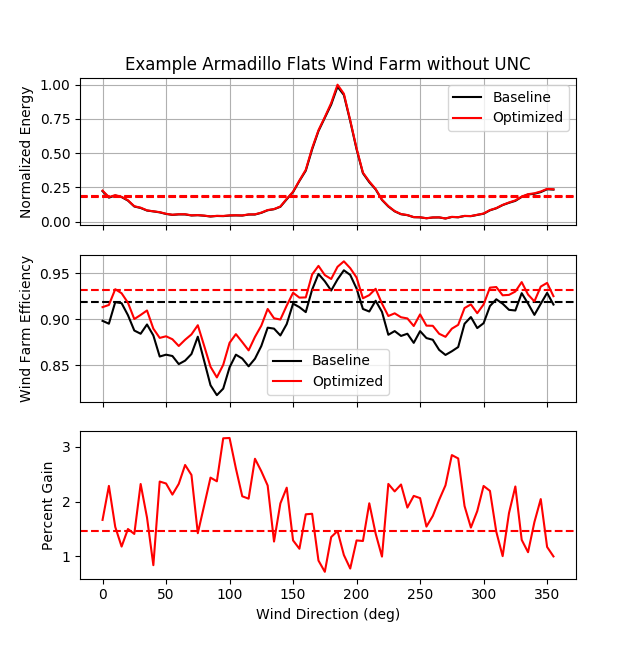 Example Armadillo Flats Wind Farm without UNC
Normalized Energy
1.00
0.75
0.50
0.25
0.00
Baseline
Optimized
Wind Farm Efficiency
0.95
0.90
0.85
Baseline
Optimized
Percent Gain
3
2
1
0 50 100 150 200 250 300 350
Wind Direction (deg)